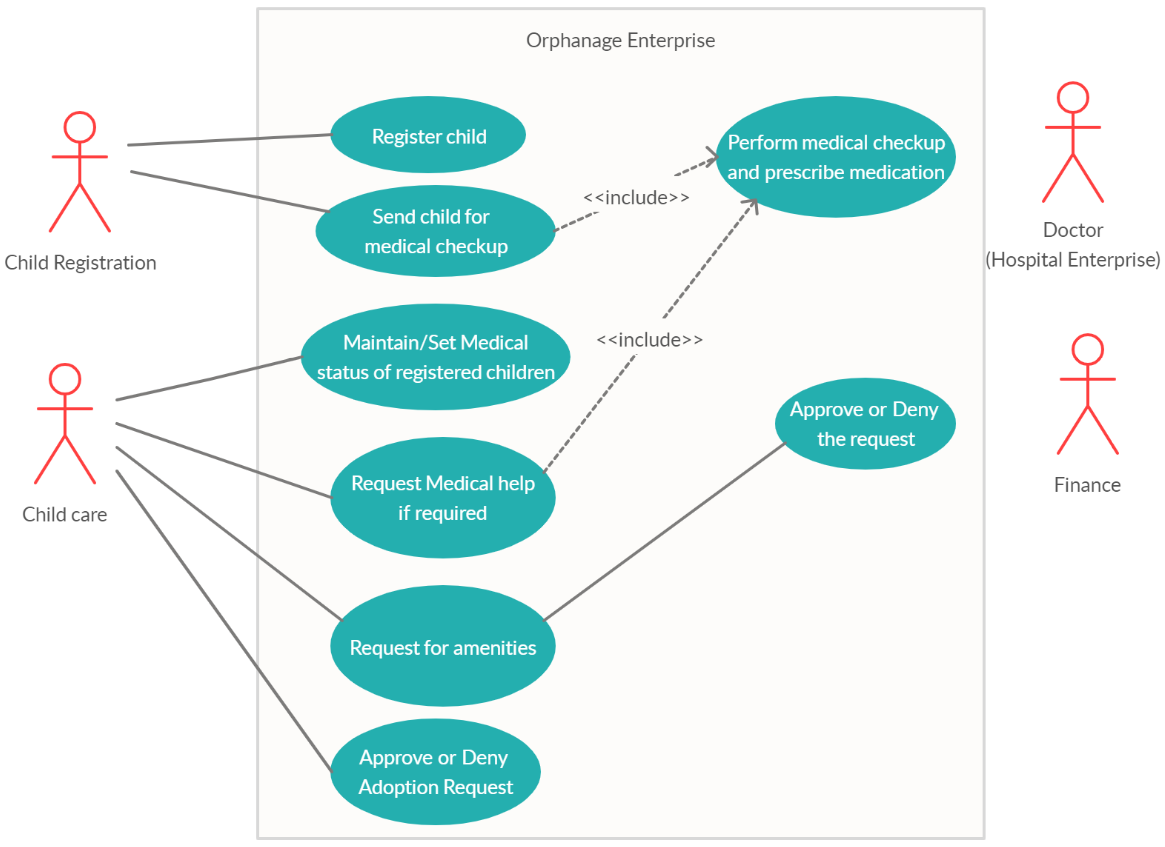 Orphanage Enterprise
Register child
Send child for
medical checkup
<<include>>
Perform medical checkup
and prescribe medication
Child Registration
Doctor
(Hospital Enterprise)
Maintain/Set Medical
status of registered children
<<include>>
Approve or Deny
the request
Child care
Finance
Request Medical help
if required
Request for amenities
Approve or Deny
Adoption Request